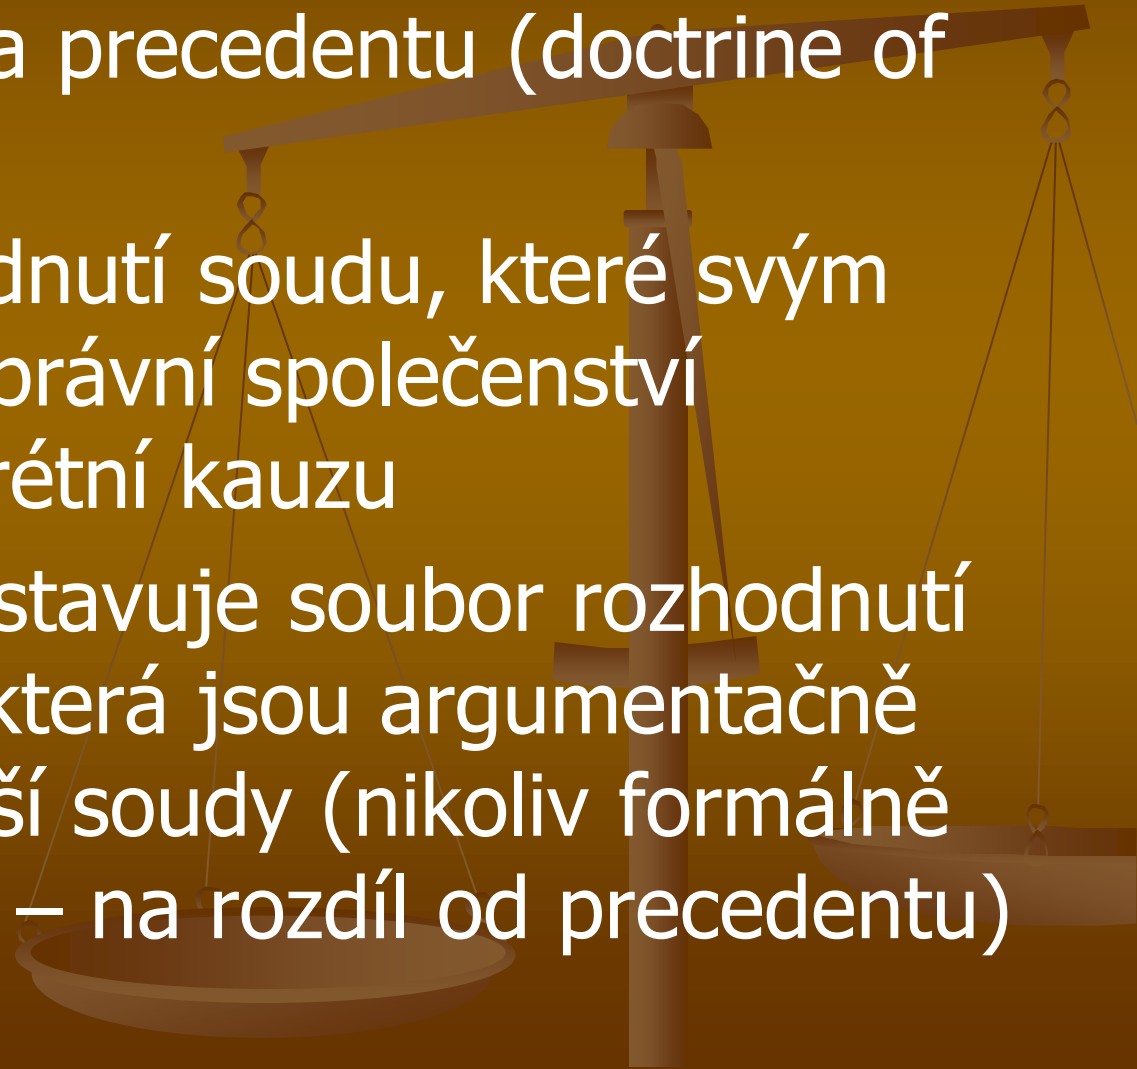 a precedentu (doctrine of
dnutí soudu, které svým
právní společenství
rétní kauzu
stavuje soubor rozhodnutí
která jsou argumentačně
ší soudy (nikoliv formálně
– na rozdíl od precedentu)